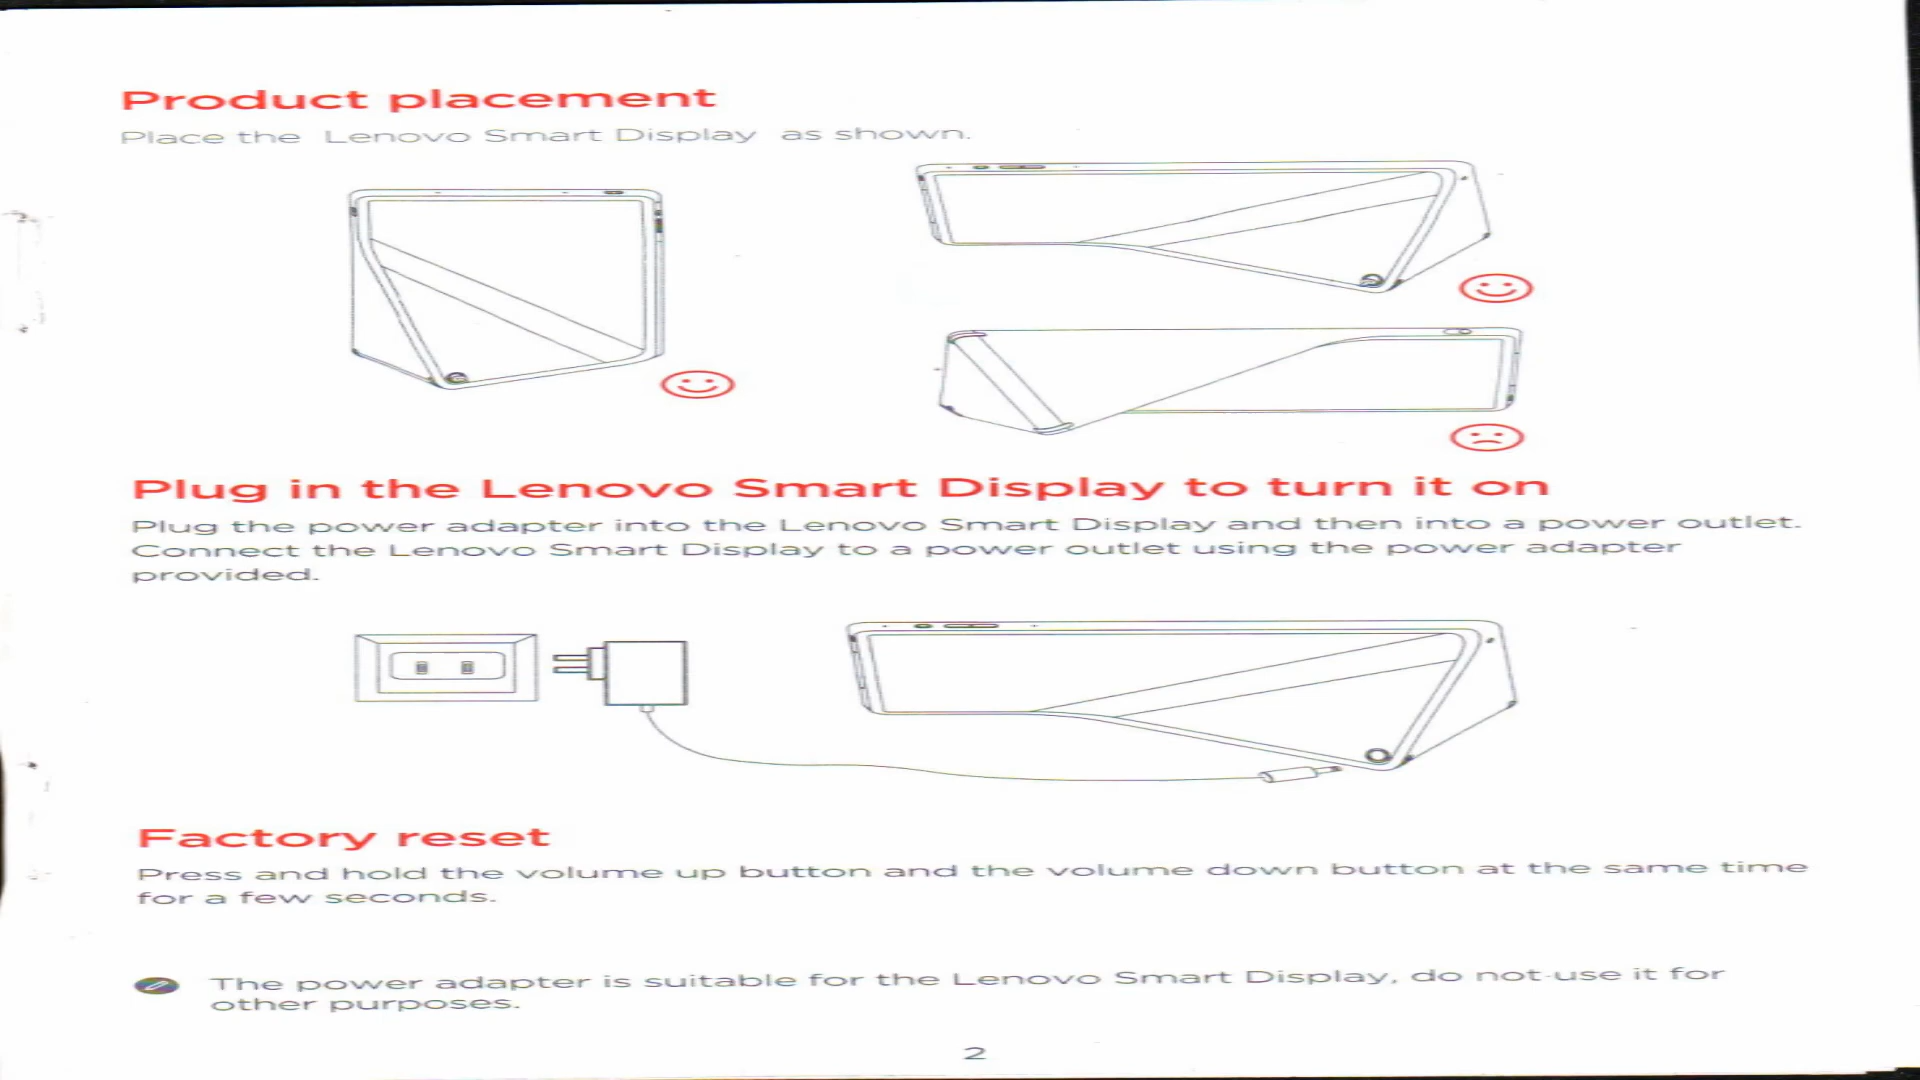 Product placement
Place the Lenovo Smart Display as shown.
Plug in the Lenovo Smart Display to turn it on
Plug the power adapter into the Lenovo Smart Display and then into a power outlet.
Connect the Lenovo Smart Display to a power outlet using the power adapter
provided.
Factory reset
Press and hold the volume up button and the volume down button at the same time
for a few seconds.
The power adapter is suitable for the Lenovo Smart Display, do not use it for
other purposes.
2